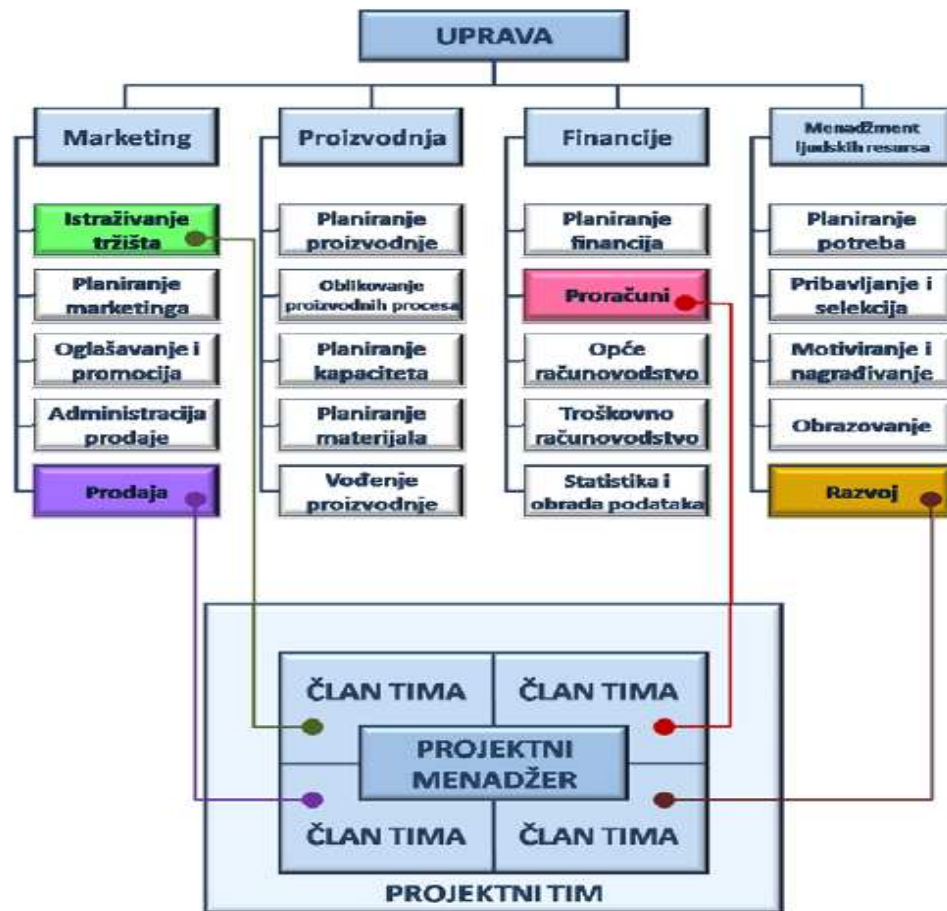 UPRAVA
Marketing
Proizvodnja
Financije
Menadžment
ljudskih resursa
Istraživanje
tržišta
Planiranje
marketinga
Oglašavanje i
promocija
Administracija
prodaje
Prodaja
Planiranje
proizvodnje
Oblikovanje
proizvodnih procesa
Planiranje
kapaciteta
Planiranje
materijala
Vođenje
proizvodnje
Planiranje
financija
Proračuni
Opće
računovodstvo
Troškovno
računovodstvo
Statistika i
obrada podataka
Planiranje
potreba
Pribavljanje i
selekcija
Motiviranje i
nagrađivanje
Obrazovanje
Razvoj
ČLAN TIMA
ČLAN TIMA
PROJEKTNI
MENADŽER
ČLAN TIMA
ČLAN TIMA
PROJEKTNI TIM